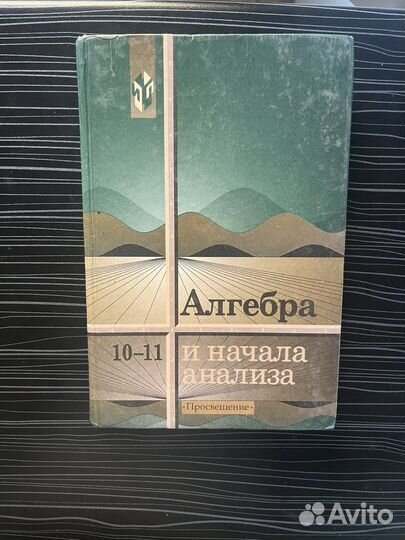 Алгебра
10–11
и начала
анализа
·Просвещение·
Avito